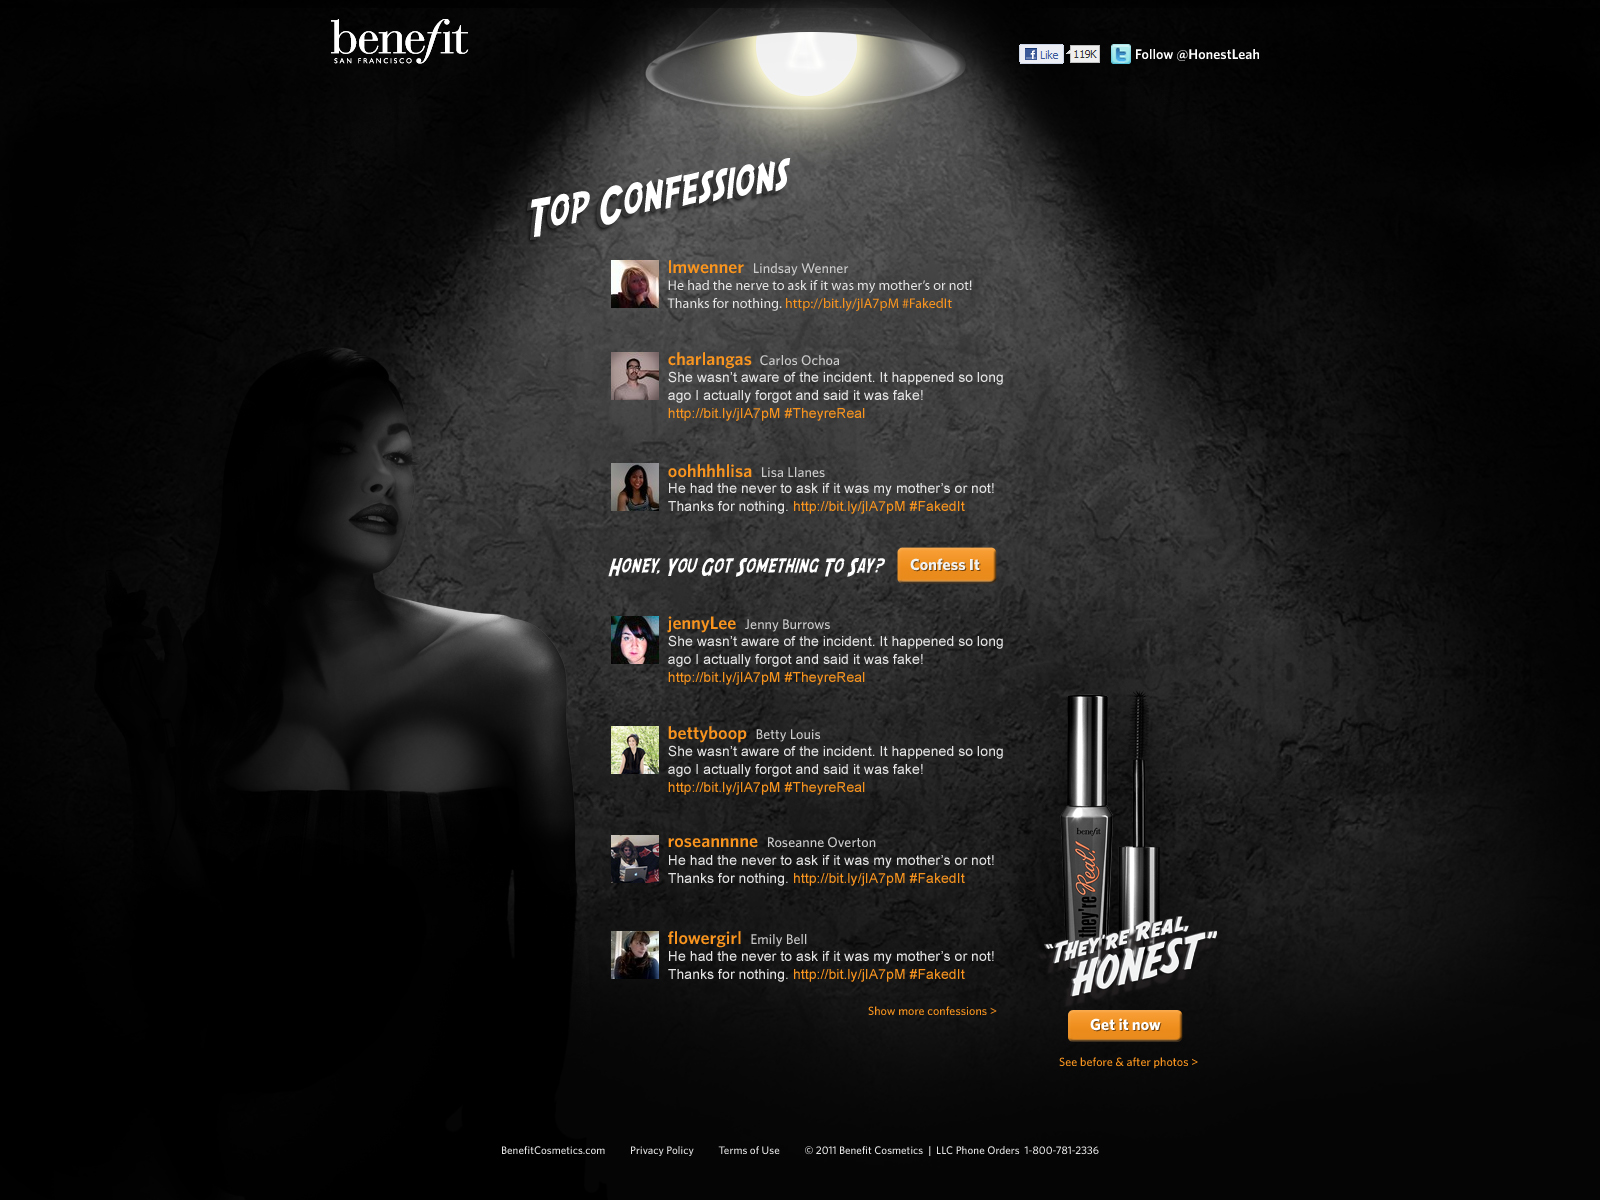 benefit
SAN FRANCISCO
Like
119K
Follow @HonestLeah
TOP CONFESSIONS
lmwenner Lindsay Wenner
He had the nerve to ask if it was my mother's or not!
Thanks for nothing. http://bit.ly/jIA7pM #FakedIt
charlangas Carlos Ochoa
She wasn't aware of the incident. It happened so long
ago I actually forgot and said it was fake!
http://bit.ly/jIA7pM #TheyreReal
oohhhhlisa Lisa Llanes
He had the never to ask if it was my mother's or not!
Thanks for nothing. http://bit.ly/jIA7pM #FakedIt
HONEY, YOU GOT SOMETHING TO SAY?
Confess It
jennyLee Jenny Burrows
She wasn't aware of the incident. It happened so long
ago I actually forgot and said it was fake!
http://bit.ly/jIA7pM #TheyreReal
bettyboop Betty Louis
She wasn't aware of the incident. It happened so long
ago I actually forgot and said it was fake!
http://bit.ly/jIA7pM #TheyreReal
roseannnne Roseanne Overton
He had the never to ask if it was my mother's or not!
Thanks for nothing. http://bit.ly/jIA7pM #FakedIt
flowergirl Emily Bell
He had the never to ask if it was my mother's or not!
Thanks for nothing. http://bit.ly/jIA7pM #FakedIt
Show more confessions >
benefit
they're Real!
"THEY'RE REAL,
HONEST"
Get it now
See before & after photos >
BenefitCosmetics.com Privacy Policy Terms of Use © 2011 Benefit Cosmetics | LLC Phone Orders 1-800-781-2336